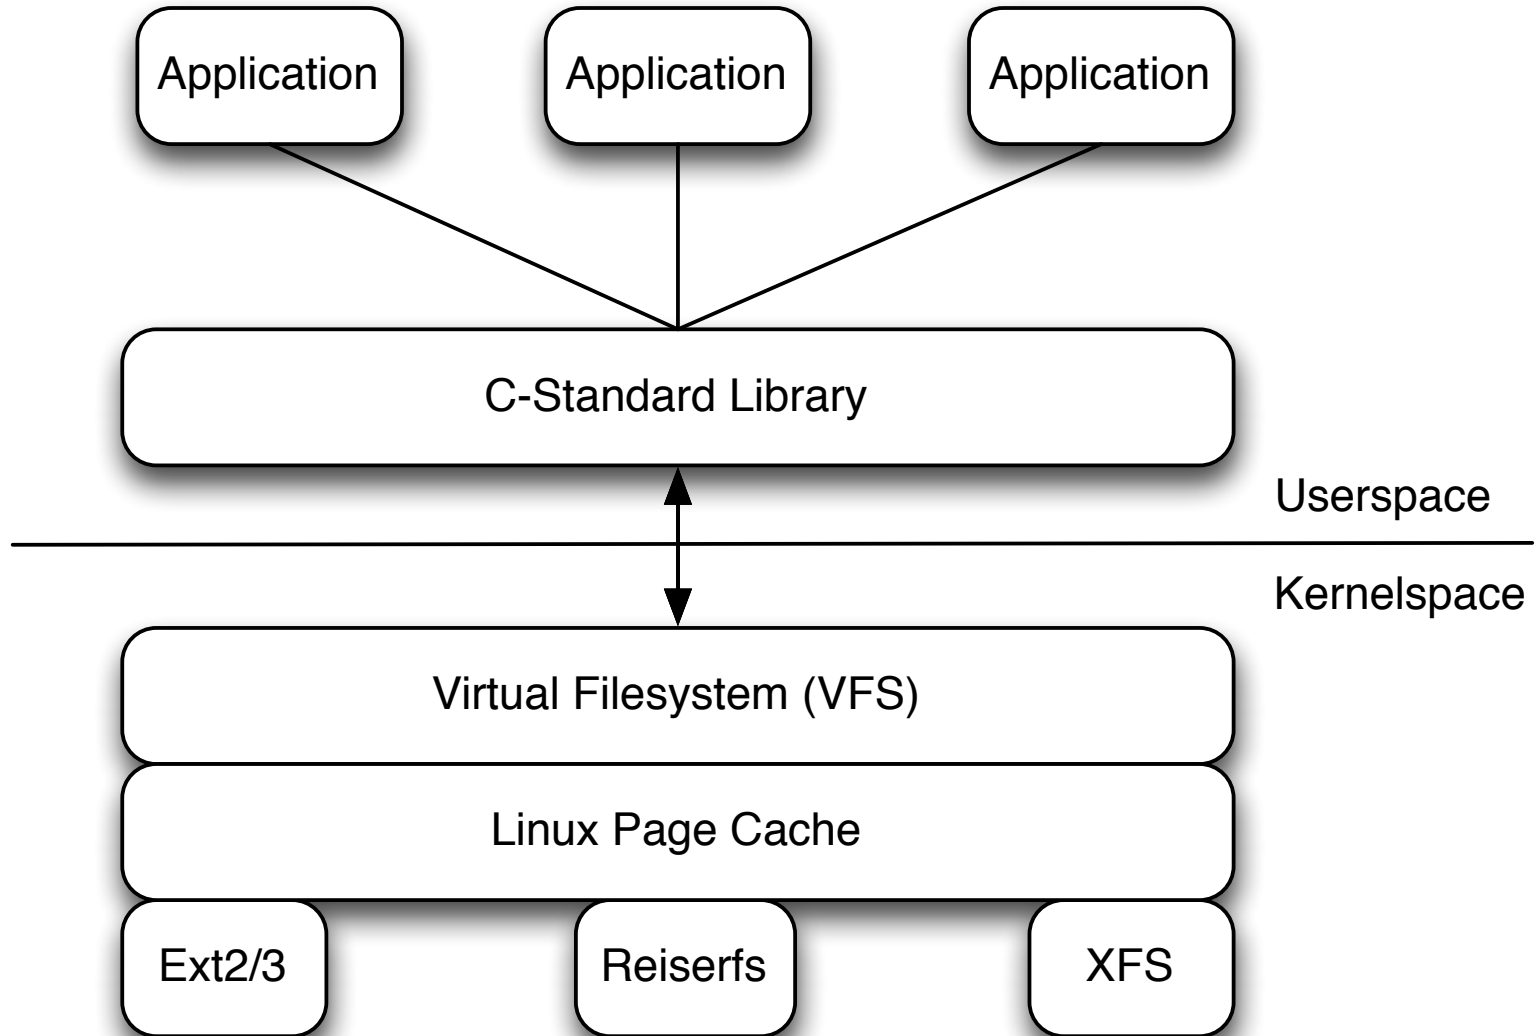 Application
Application
Application
C-Standard Library
Userspace
Kernelspace
Virtual Filesystem (VFS)
Linux Page Cache
Ext2/3
Reiserfs
XFS